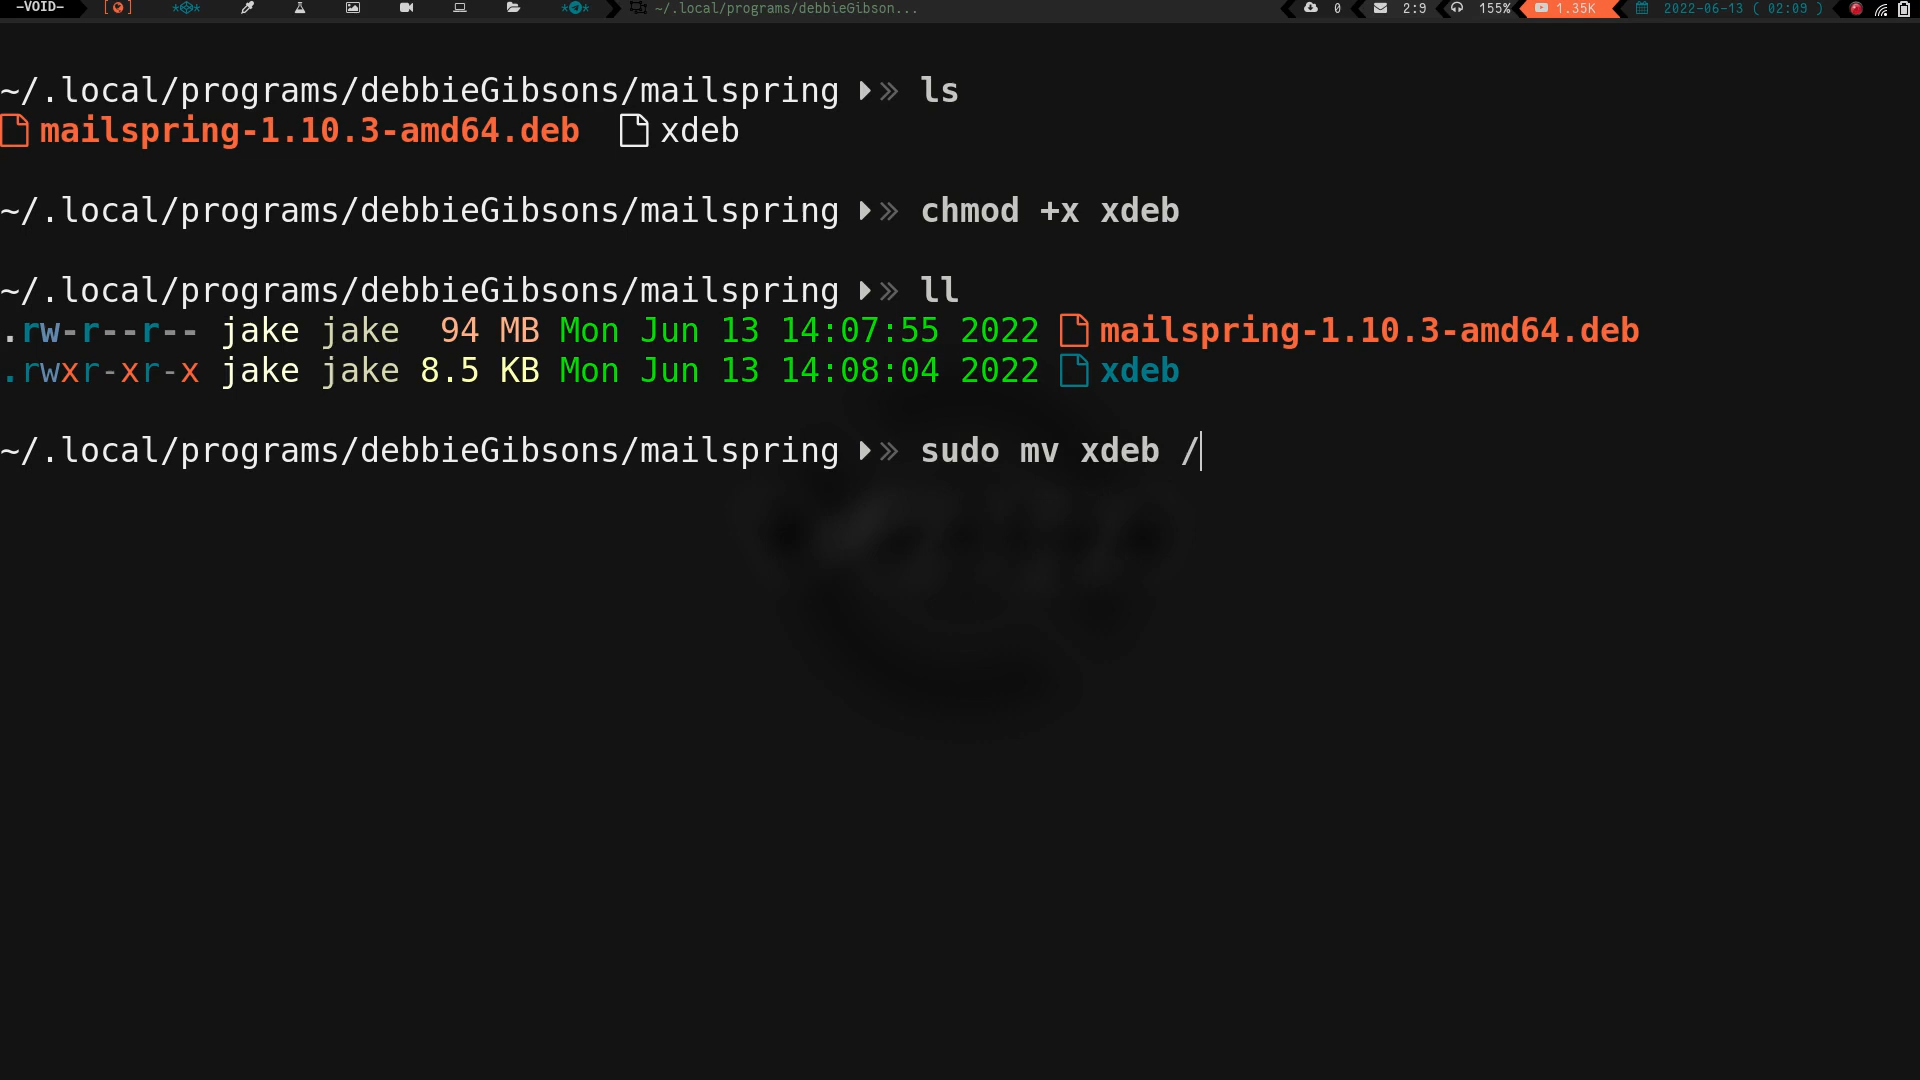 —VOID— [ ] * * * * ~/.local/programs/debbieGibson... 0 2:9 155% 1.35K 2022-06-13 ( 02:09 )
~/.local/programs/debbieGibsons/mailspring ls
mailspring-1.10.3-amd64.deb xdeb
~/.local/programs/debbieGibsons/mailspring chmod +x xdeb
~/.local/programs/debbieGibsons/mailspring ll
.rw-r--r-- jake jake 94 MB Mon Jun 13 14:07:55 2022 mailspring-1.10.3-amd64.deb
.rwxr-xr-x jake jake 8.5 KB Mon Jun 13 14:08:04 2022 xdeb
~/.local/programs/debbieGibsons/mailspring sudo mv xdeb /